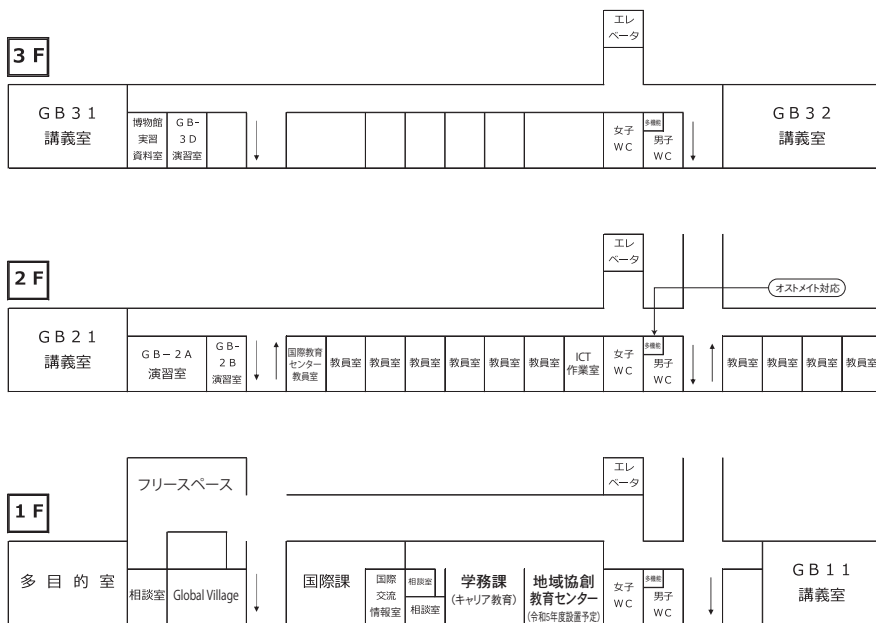 エレ
ベータ
3 F
GB31
講義室
博物館
実習
資料室
GB-
3D
演習室
女子
WC
多機能
男子
WC
GB32
講義室
エレ
ベータ
2 F
オストメイト対応
GB21
講義室
GB-2A
演習室
GB-
2B
演習室
国際教育
センター
教員室
教員室
教員室
教員室
教員室
教員室
教員室
ICT
作業室
女子
WC
多機能
男子
WC
教員室
教員室
教員室
教員室
フリースペース
エレ
ベータ
1 F
多目的室
相談室
Global Village
国際課
国際
交流
情報室
相談室
相談室
学務課
(キャリア教育)
地域協創
教育センター
(令和5年度設置予定)
女子
WC
多機能
男子
WC
GB11
講義室